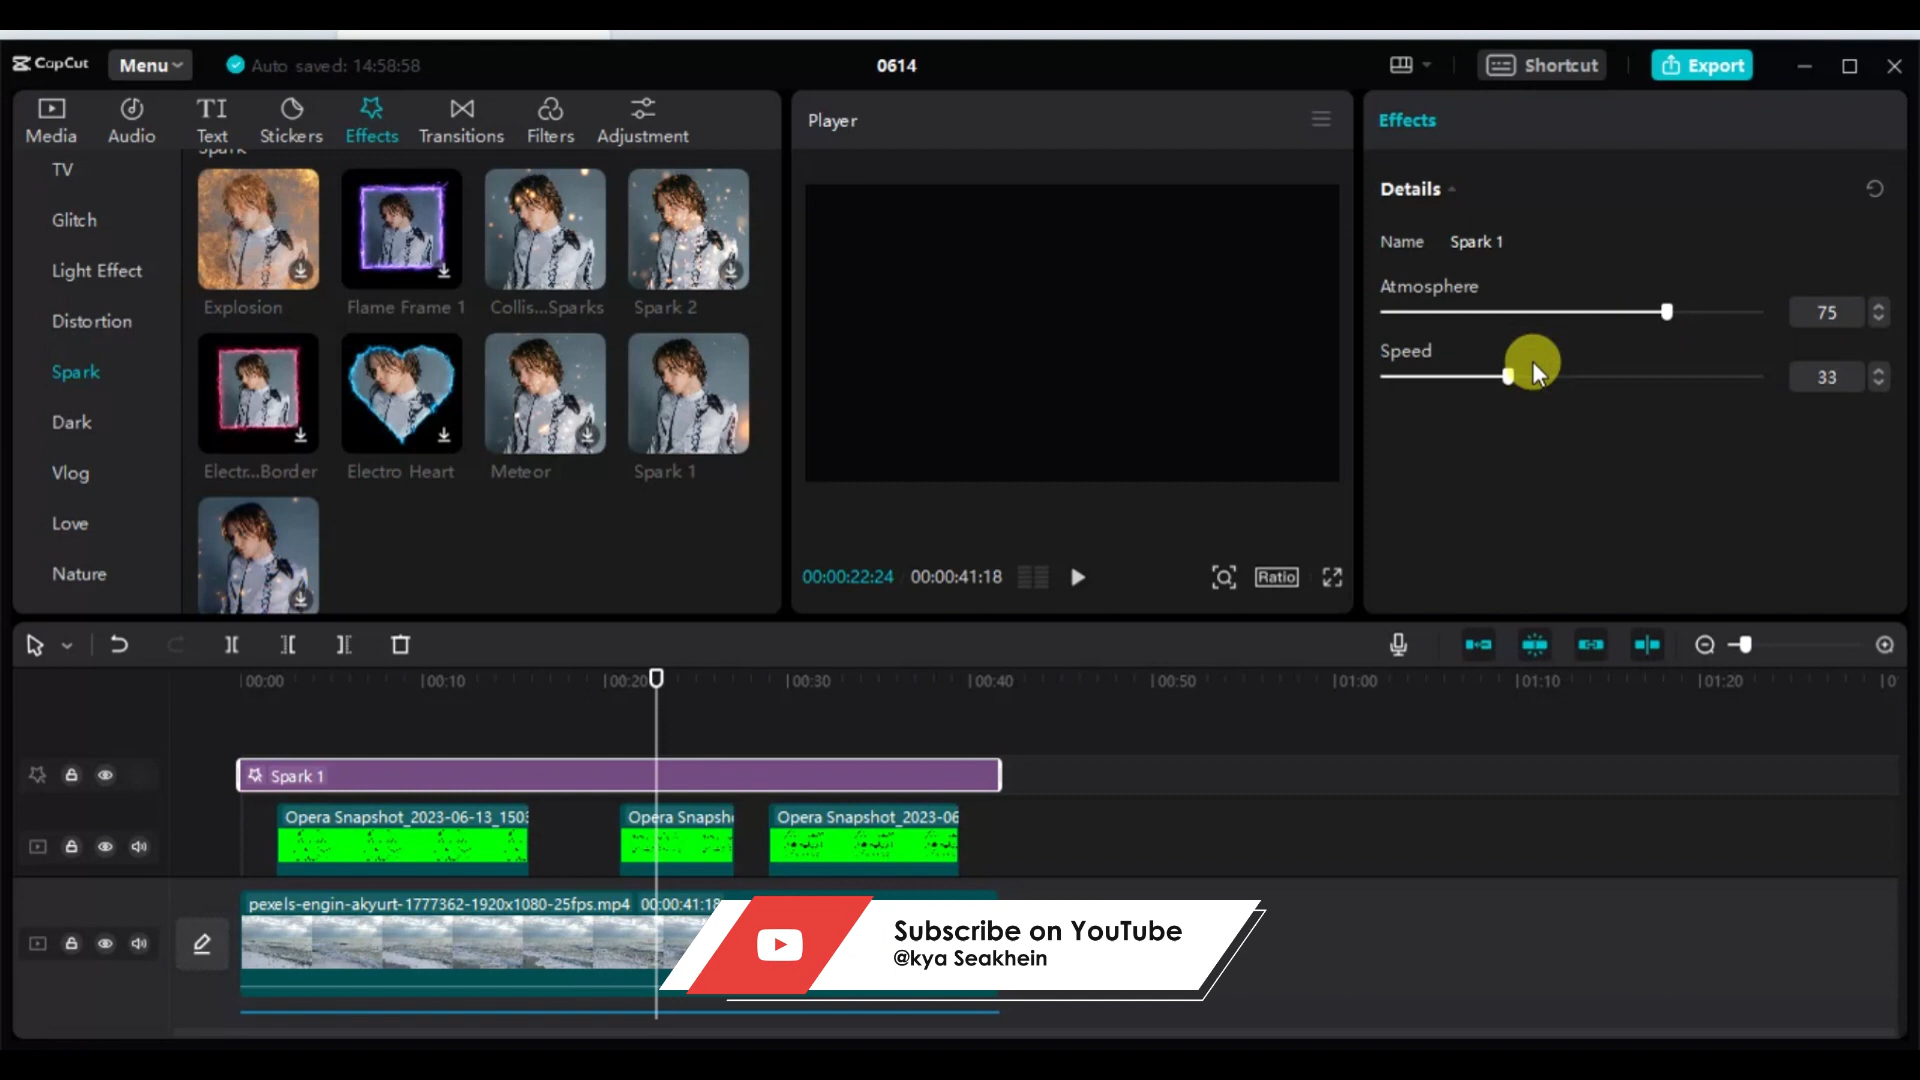 CapCut
Menu
Auto saved: 14:58:58
0614
Shortcut
Export
Media
Audio
TI
Text
Stickers
Effects
Transitions
Filters
Adjustment
Player
Effects
TV
Glitch
Light Effect
Distortion
Spark
Dark
Vlog
Love
Nature
Spark
Explosion
Flame Frame 1
Collis...Sparks
Spark 2
Electr...Border
Electro Heart
Meteor
Spark 1
00:00:22:24
00:00:41:18
Ratio
Details
Name Spark 1
Atmosphere
75
Speed
33
00:00
00:10
00:20
00:30
00:40
00:50
01:00
01:10
01:20
0
Spark 1
Opera Snapshot_2023-06-13_150
Opera Snapsh
Opera Snapshot_2023-06
pexels-engin-akyurt-1777362-1920x1080-25fps.mp4 00:00:41:18
Subscribe on YouTube
@kya Seakhein